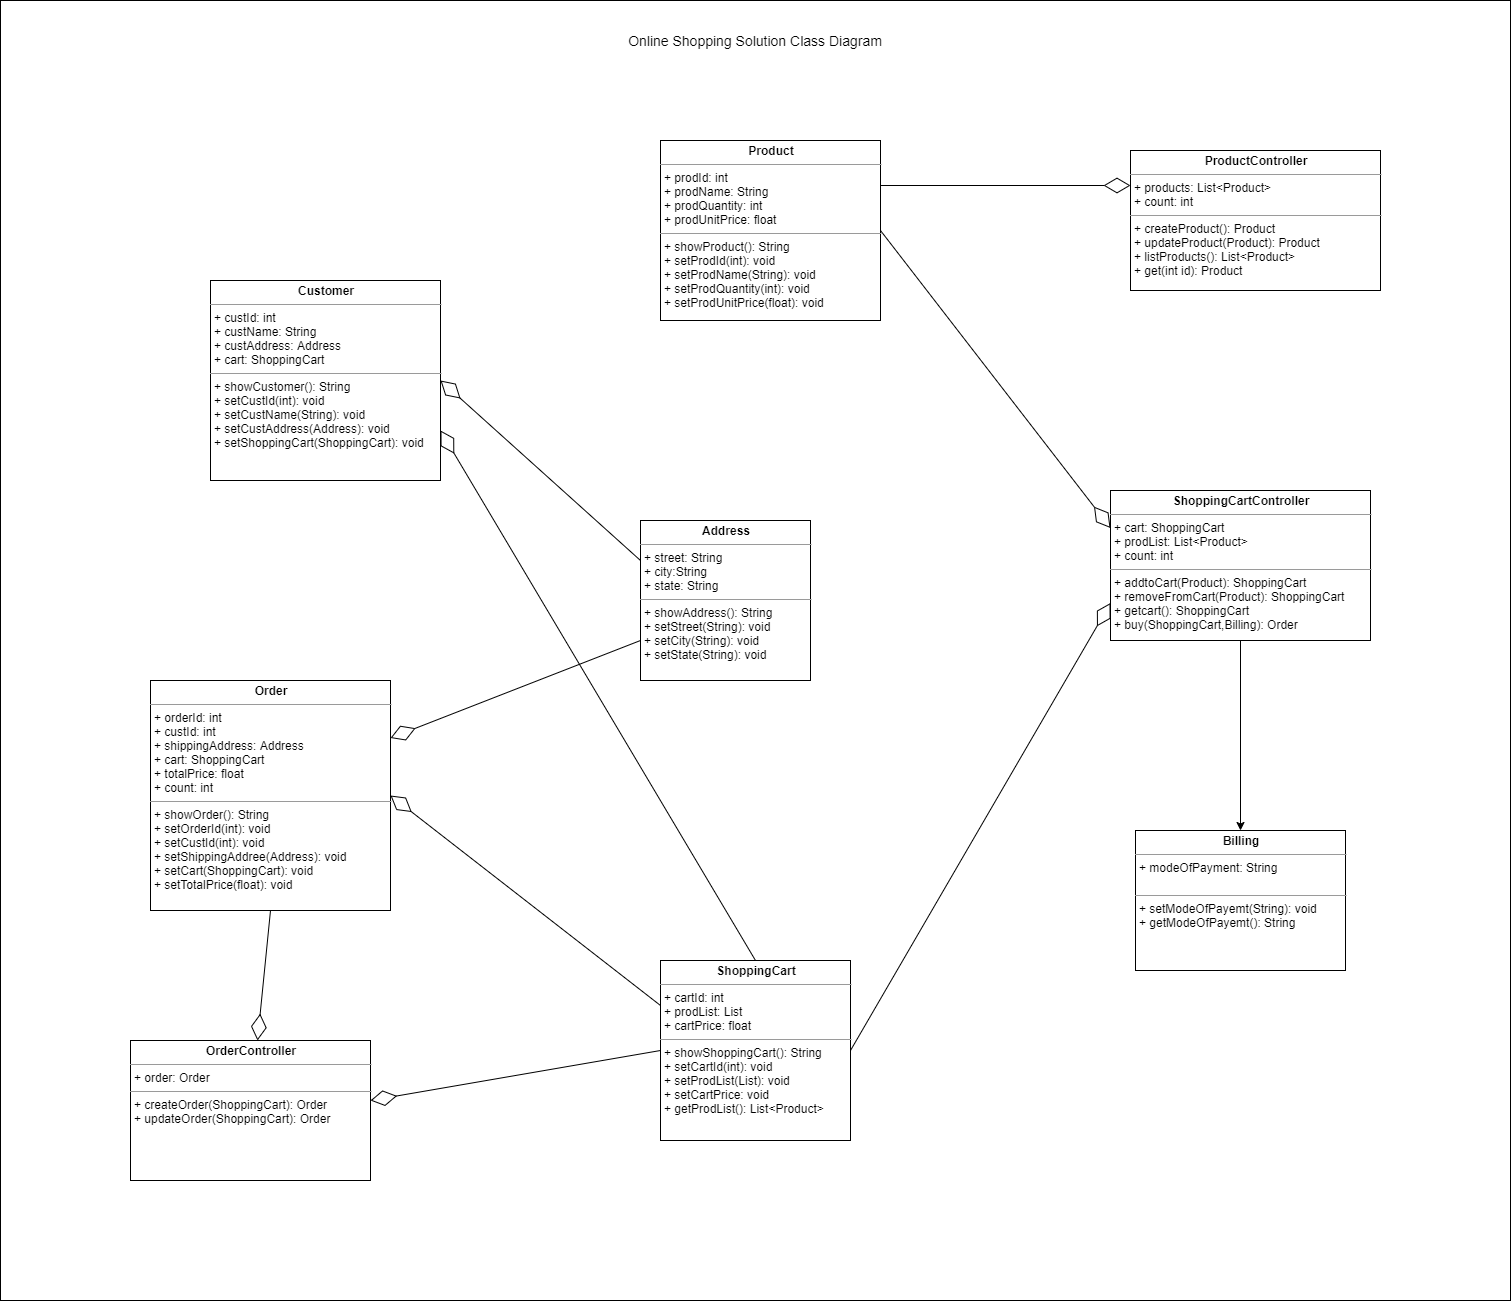 Online Shopping Solution Class Diagram
Product
+ prodId: int
+ prodName: String
+ prodQuantity: int
+ prodUnitPrice: float
+ showProduct(): String
+ setProdId(int): void
+ setProdName(String): void
+ setProdQuantity(int): void
+ setProdUnitPrice(float): void
ProductController
+ products: List<Product>
+ count: int
+ createProduct(): Product
+ updateProduct(Product): Product
+ listProducts(): List<Product>
+ get(int id): Product
Customer
+ custId: int
+ custName: String
+ custAddress: Address
+ cart: ShoppingCart
+ showCustomer(): String
+ setCustId(int): void
+ setCustName(String): void
+ setCustAddress(Address): void
+ setShoppingCart(ShoppingCart): void
Address
+ street: String
+ city:String
+ state: String
+ showAddress(): String
+ setStreet(String): void
+ setCity(String): void
+ setState(String): void
ShoppingCartController
+ cart: ShoppingCart
+ prodList: List<Product>
+ count: int
+ addtoCart(Product): ShoppingCart
+ removeFromCart(Product): ShoppingCart
+ getcart(): ShoppingCart
+ buy(ShoppingCart,Billing): Order
Order
+ orderId: int
+ custId: int
+ shippingAddress: Address
+ cart: ShoppingCart
+ totalPrice: float
+ count: int
+ showOrder(): String
+ setOrderId(int): void
+ setCustId(int): void
+ setShippingAddree(Address): void
+ setCart(ShoppingCart): void
+ setTotalPrice(float): void
Billing
+ modeOfPayment: String
+ setModeOfPayemt(String): void
+ getModeOfPayemt(): String
ShoppingCart
+ cartId: int
+ prodList: List
+ cartPrice: float
+ showShoppingCart(): String
+ setCartId(int): void
+ setProdList(List): void
+ setCartPrice: void
+ getProdList(): List<Product>
OrderController
+ order: Order
+ createOrder(ShoppingCart): Order
+ updateOrder(ShoppingCart): Order